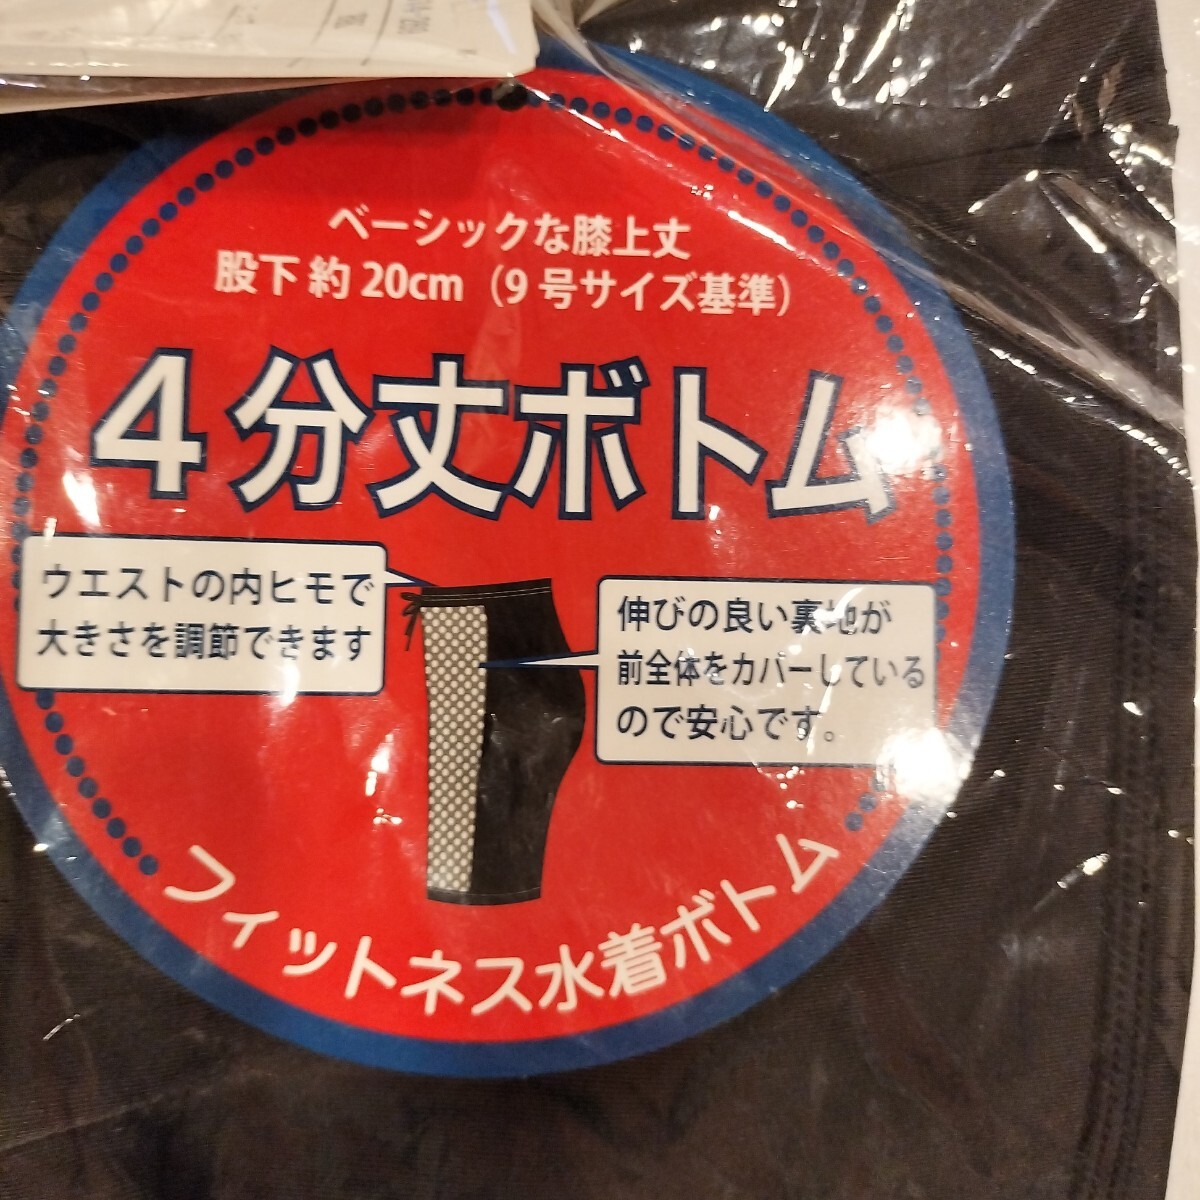 ベーシックな膝上丈
股下 約 20cm（9 号サイズ基準）
4 分丈ボトム
ウエストの内ヒモで
大きさを調節できます
伸びの良い裏地が
前全体をカバーしている
ので安心です。
フィットネス水着ボトム